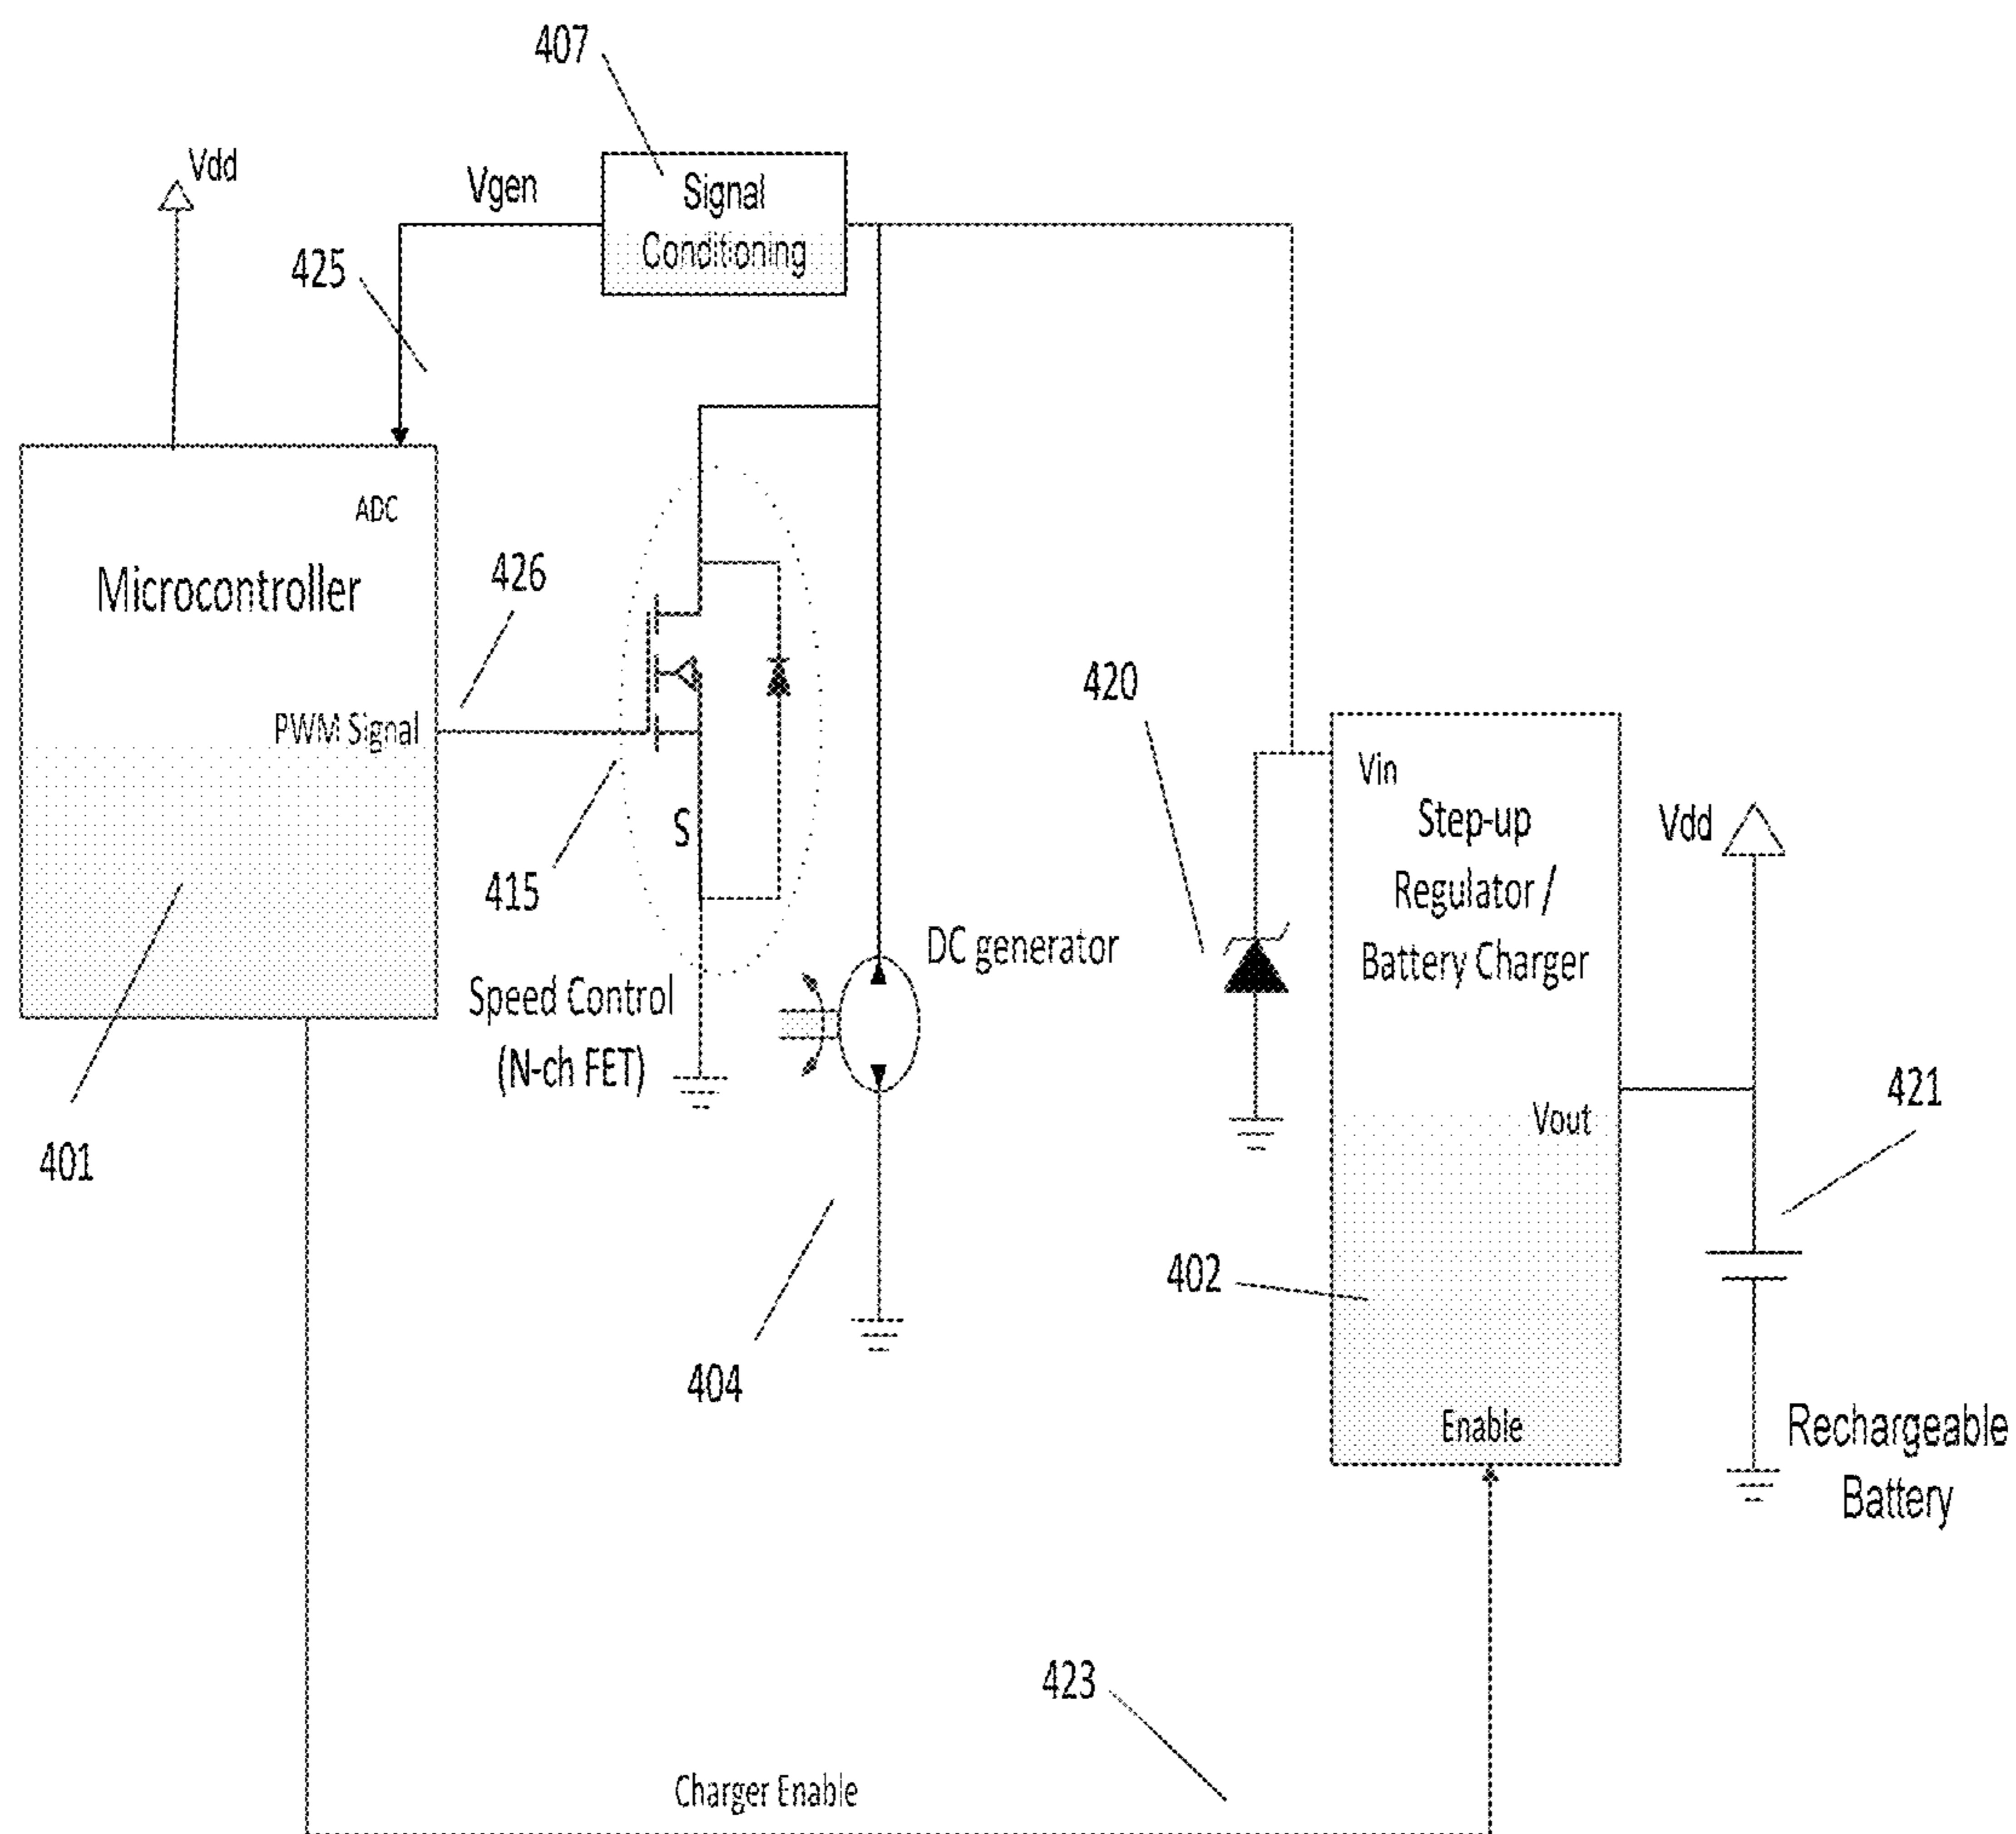 407
Vdd
Vgen
Signal
Conditioning
425
ADC
Microcontroller
426
PWM Signal
420
Vin
Step-up
Regulator /
Battery Charger
Vdd
S
415
DC generator
Speed Control
(N-ch FET)
421
Vout
401
402
404
Enable
Rechargeable
Battery
423
Charger Enable